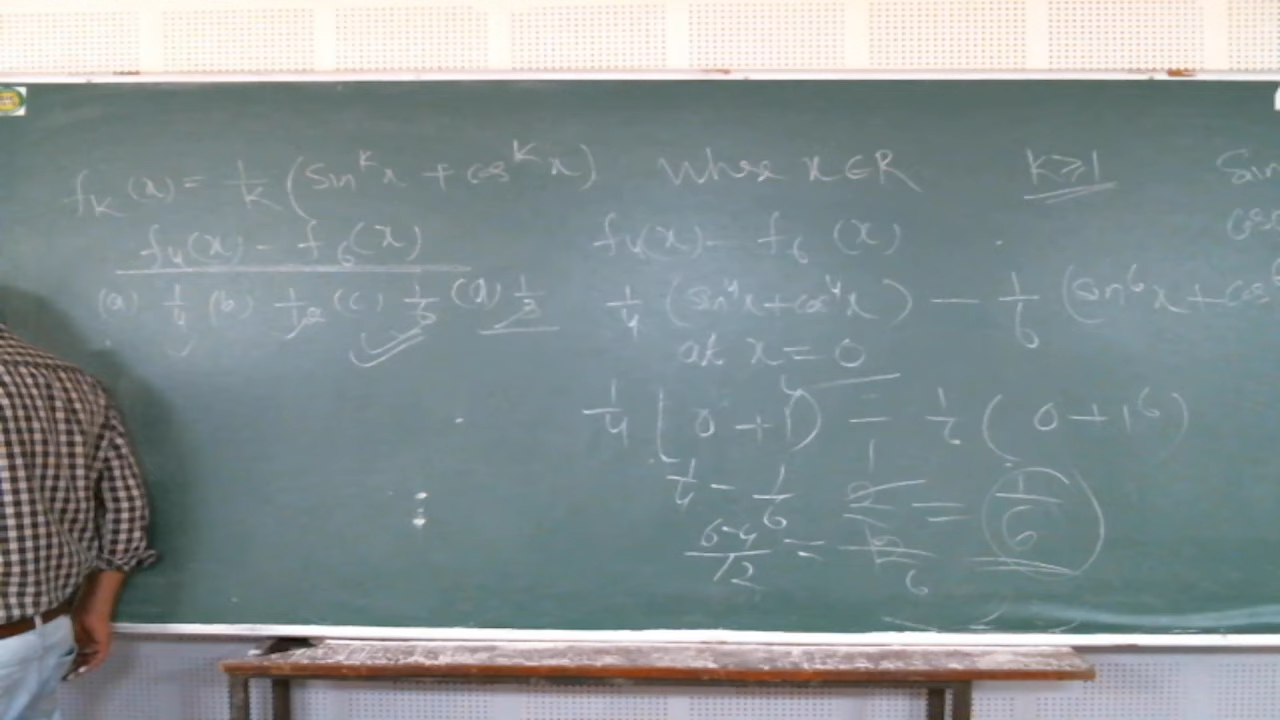 fK(x) = 1/K (sin^K x + cos^K x) where x ∈ R K ≥ 1 Sin
f4(x) - f6(x)
(a) 1/4 (b) 1/12 (c) 1/6 (d) 1/3
cos
f4(x) - f6(x)
1/4 (sin^4 x + cos^4 x) - 1/6 (sin^6 x + cos^6
at x = 0
1/4 [0 + 1^4) = 1/6 (0 + 1^6)
1/4 - 1/6
6-4/12 = 2/12 = 1/6